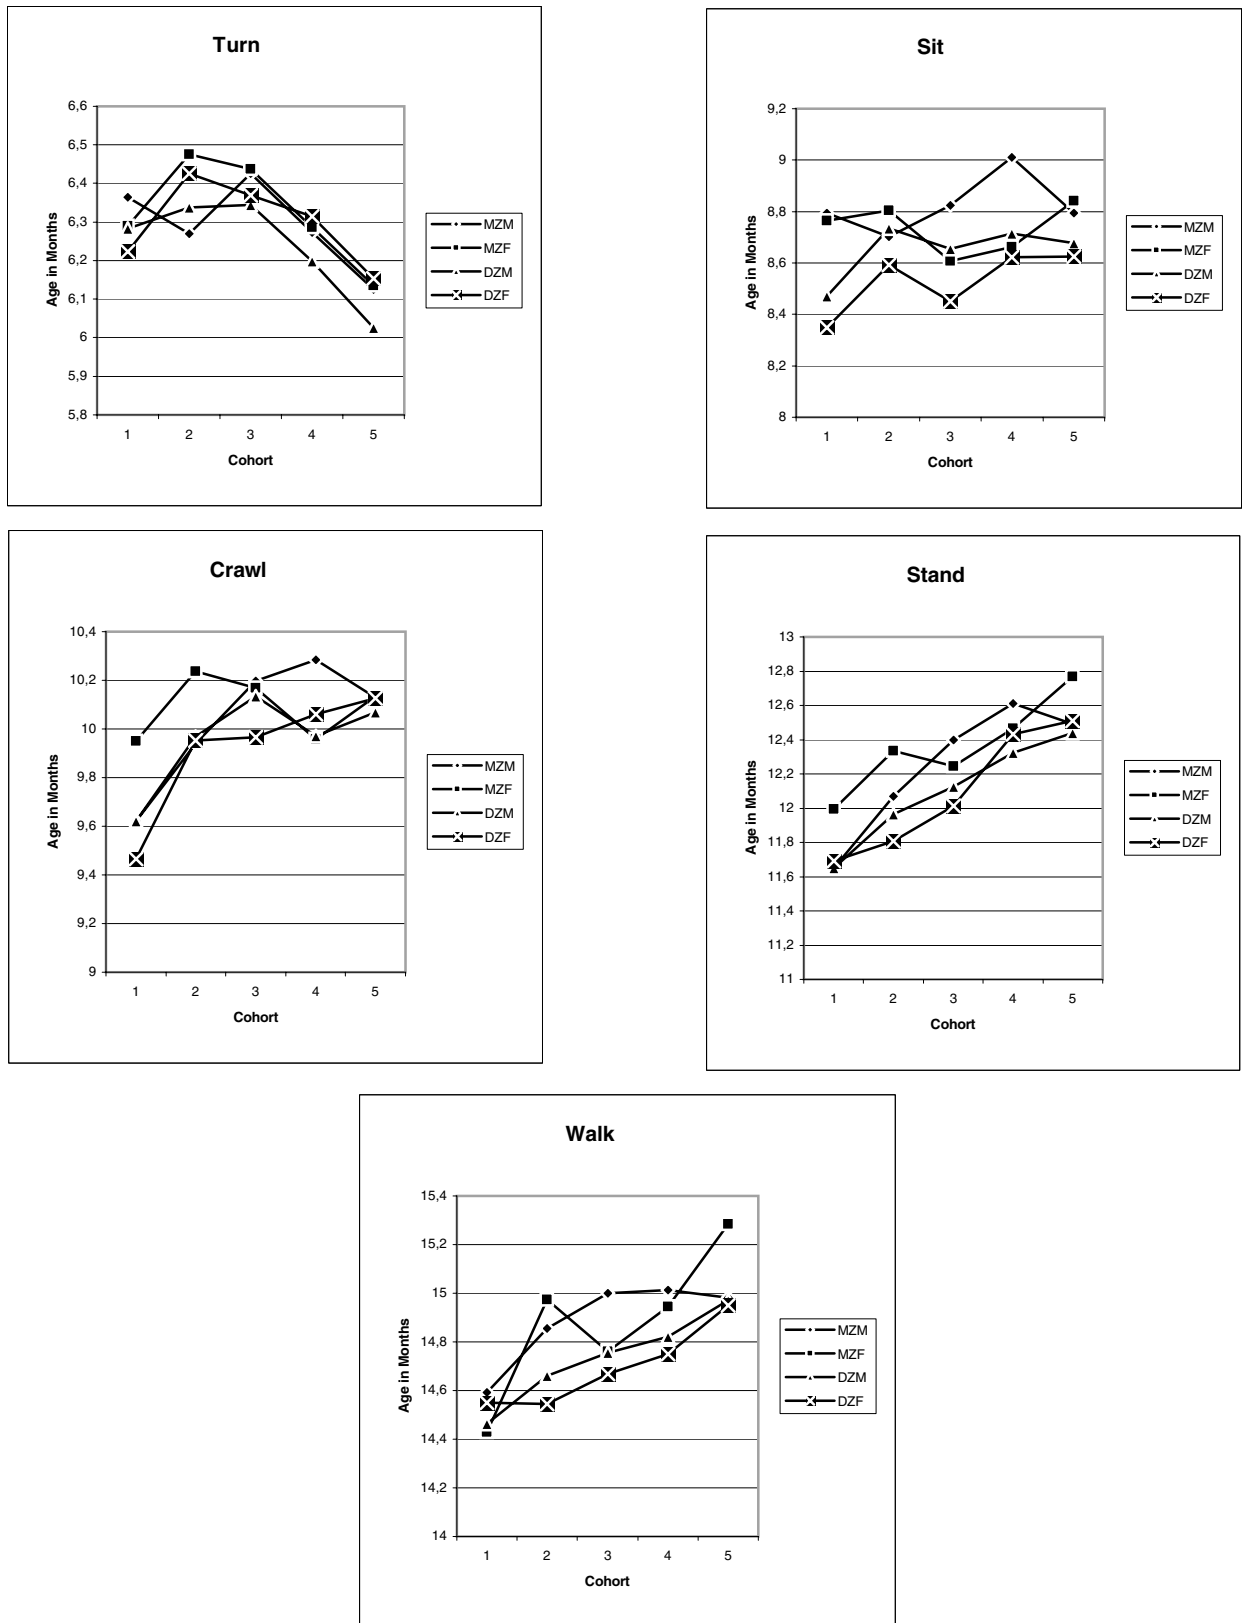 Turn
6,6
6,5
6,4
6,3
6,2
6,1
6
5,9
5,8
Age in Months
1 2 3 4 5
Cohort
MZM
MZF
DZM
DZF
Sit
9,2
9
8,8
8,6
8,4
8,2
8
Age in Months
1 2 3 4 5
Cohort
MZM
MZF
DZM
DZF
Crawl
10,4
10,2
10
9,8
9,6
9,4
9,2
9
Age in Months
1 2 3 4 5
Cohort
MZM
MZF
DZM
DZF
Stand
13
12,8
12,6
12,4
12,2
12
11,8
11,6
11,4
11,2
11
Age in Months
1 2 3 4 5
Cohort
MZM
MZF
DZM
DZF
Walk
15,4
15,2
15
14,8
14,6
14,4
14,2
14
Age in Months
1 2 3 4 5
Cohort
MZM
MZF
DZM
DZF